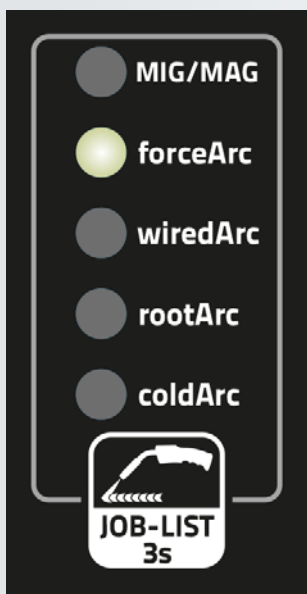 MIG/MAG
forceArc
wiredArc
rootArc
coldArc
JOB-LIST
3s